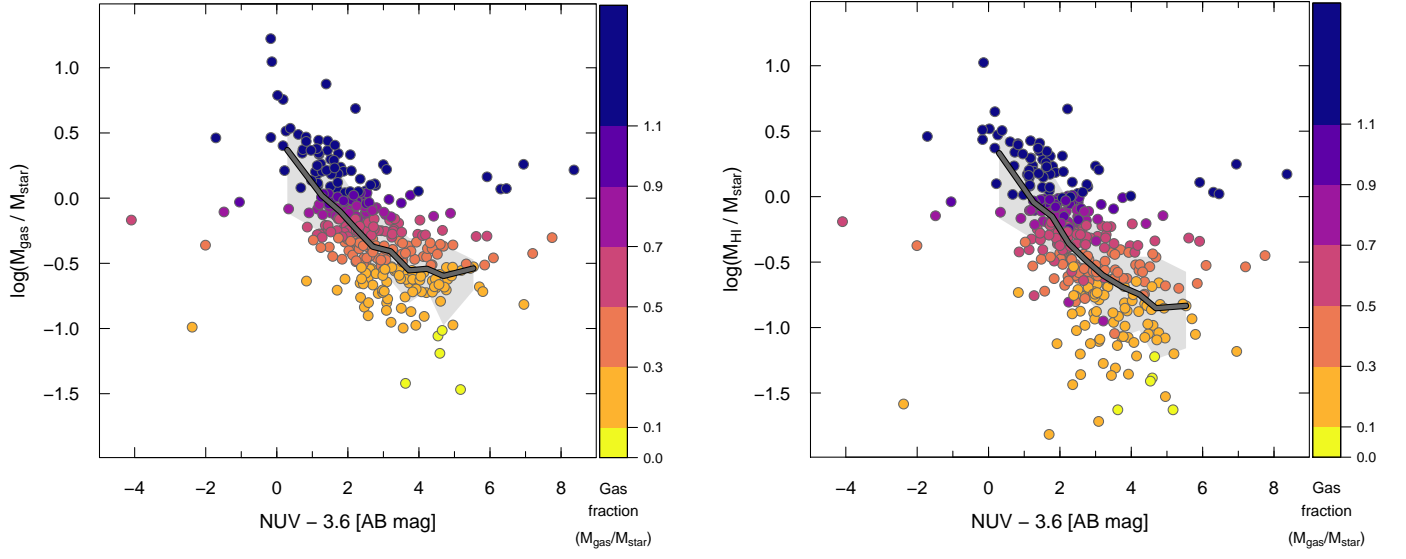 1.0
0.5
0.0
−0.5
−1.0
−1.5
log(Mgas / Mstar)
−4 −2 0 2 4 6 8
NUV − 3.6 [AB mag]
1.1
0.9
0.7
0.5
0.3
0.1
0.0
Gas
fraction
(Mgas/Mstar)
1.0
0.5
0.0
−0.5
−1.0
−1.5
log(MHI / Mstar)
−4 −2 0 2 4 6 8
NUV − 3.6 [AB mag]
1.1
0.9
0.7
0.5
0.3
0.1
0.0
Gas
fraction
(Mgas/Mstar)